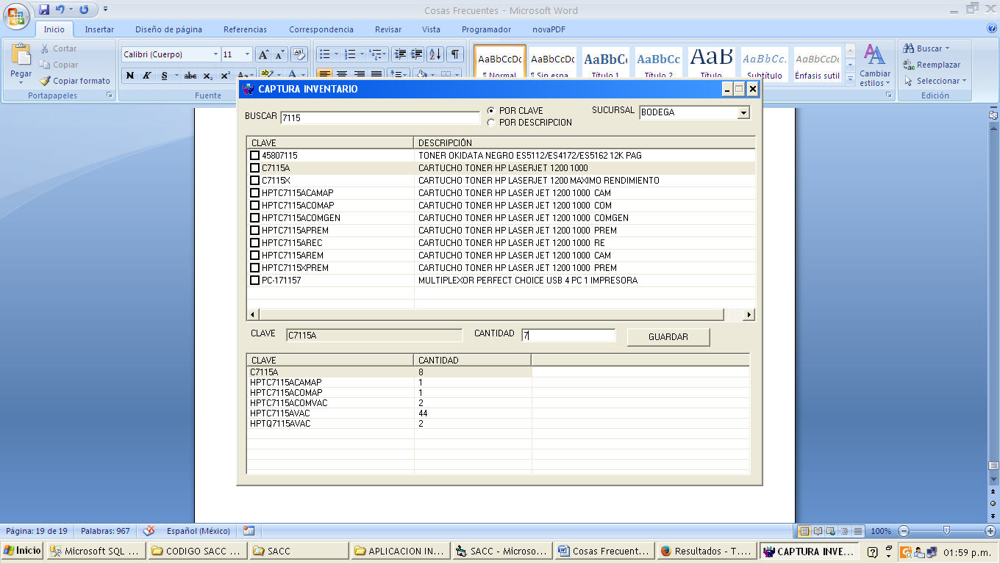 Cosas Frecuentes - Microsoft Word
Inicio Insertar Diseño de página Referencias Correspondencia Revisar Vista Programador novaPDF
Pegar
Cortar
Copiar
Copiar formato
Portapapeles
Calibri (Cuerpo) 11
N K S abe x₂ x² Aa
Fuente
AaBbCcDc AaBbCcDc AaBbC AaBbCc AaB AaBbCc. AaBbCcDc
¶ Normal ¶ Sin espa... Título 1 Título 2 Título Subtítulo Énfasis sutil
Cambiar estilos
Buscar
Reemplazar
Seleccionar
Edición
CAPTURA INVENTARIO
BUSCAR 7115
POR CLAVE
POR DESCRIPCION
SUCURSAL BODEGA
CLAVE DESCRIPCIÓN
45807115 TONER OKIDATA NEGRO ES5112/ES4172/ES5162 12K PAG
C7115A CARTUCHO TONER HP LASERJET 1200 1000
C7115X CARTUCHO TONER HP LASERJET 1200 MAXIMO RENDIMIENTO
HPTC7115ACAMAP CARTUCHO TONER HP LASER JET 1200 1000 CAM
HPTC7115ACOMAP CARTUCHO TONER HP LASER JET 1200 1000 COM
HPTC7115ACOMGEN CARTUCHO TONER HP LASER JET 1200 1000 COMGEN
HPTC7115APREM CARTUCHO TONER HP LASER JET 1200 1000 PREM
HPTC7115AREC CARTUCHO TONER HP LASER JET 1200 1000 RE
HPTC7115AREM CARTUCHO TONER HP LASER JET 1200 1000 CAM
HPTC7115XPREM CARTUCHO TONER HP LASER JET 1200 1000 PREM
PC-171157 MULTIPLEXOR PERFECT CHOICE USB 4 PC 1 IMPRESORA
CLAVE C7115A CANTIDAD 7 GUARDAR
CLAVE CANTIDAD
C7115A 8
HPTC7115ACAMAP 1
HPTC7115ACOMAP 1
HPTC7115ACOMVAC 2
HPTC7115AVAC 44
HPTQ7115AVAC 2
Página: 19 de 19 Palabras: 967 Español (México) 100%
Inicio Microsoft SQL ... CODIGO SACC ... SACC APLICACION IN... SACC - Microso... Cosas Frecuent... Resultados - T.... CAPTURA INVE... 01:59 p.m.